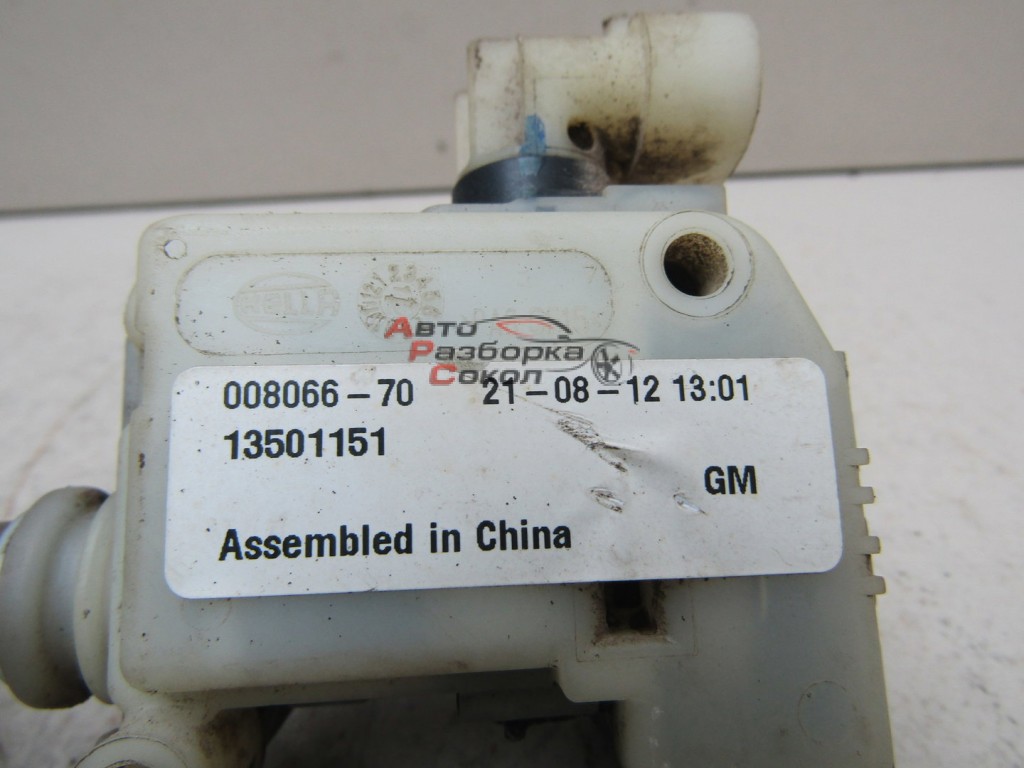 HELLA
Авто
Разборка
Сокол
008066-70 21-08-12 13:01
13501151
GM
Assembled in China